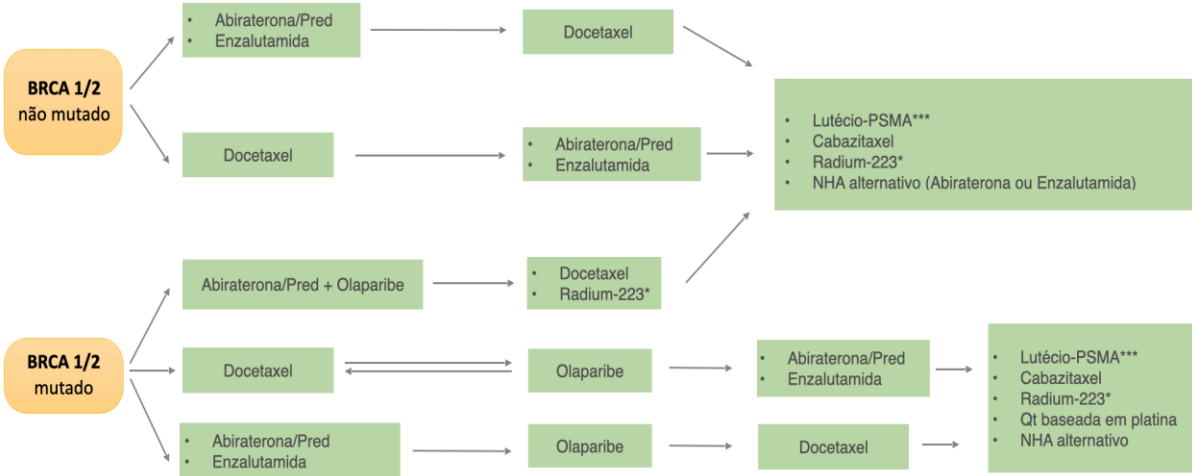 BRCA 1/2
não mutado
• Abiraterona/Pred
• Enzalutamida
Docetaxel
Docetaxel
• Abiraterona/Pred
• Enzalutamida
• Lutécio-PSMA***
• Cabazitaxel
• Radium-223*
• NHA alternativo (Abiraterona ou Enzalutamida)
BRCA 1/2
mutado
Abiraterona/Pred + Olaparibe
• Docetaxel
• Radium-223*
Docetaxel
Olaparibe
• Abiraterona/Pred
• Enzalutamida
• Abiraterona/Pred
• Enzalutamida
Olaparibe
Docetaxel
• Lutécio-PSMA***
• Cabazitaxel
• Radium-223*
• Qt baseada em platina
• NHA alternativo